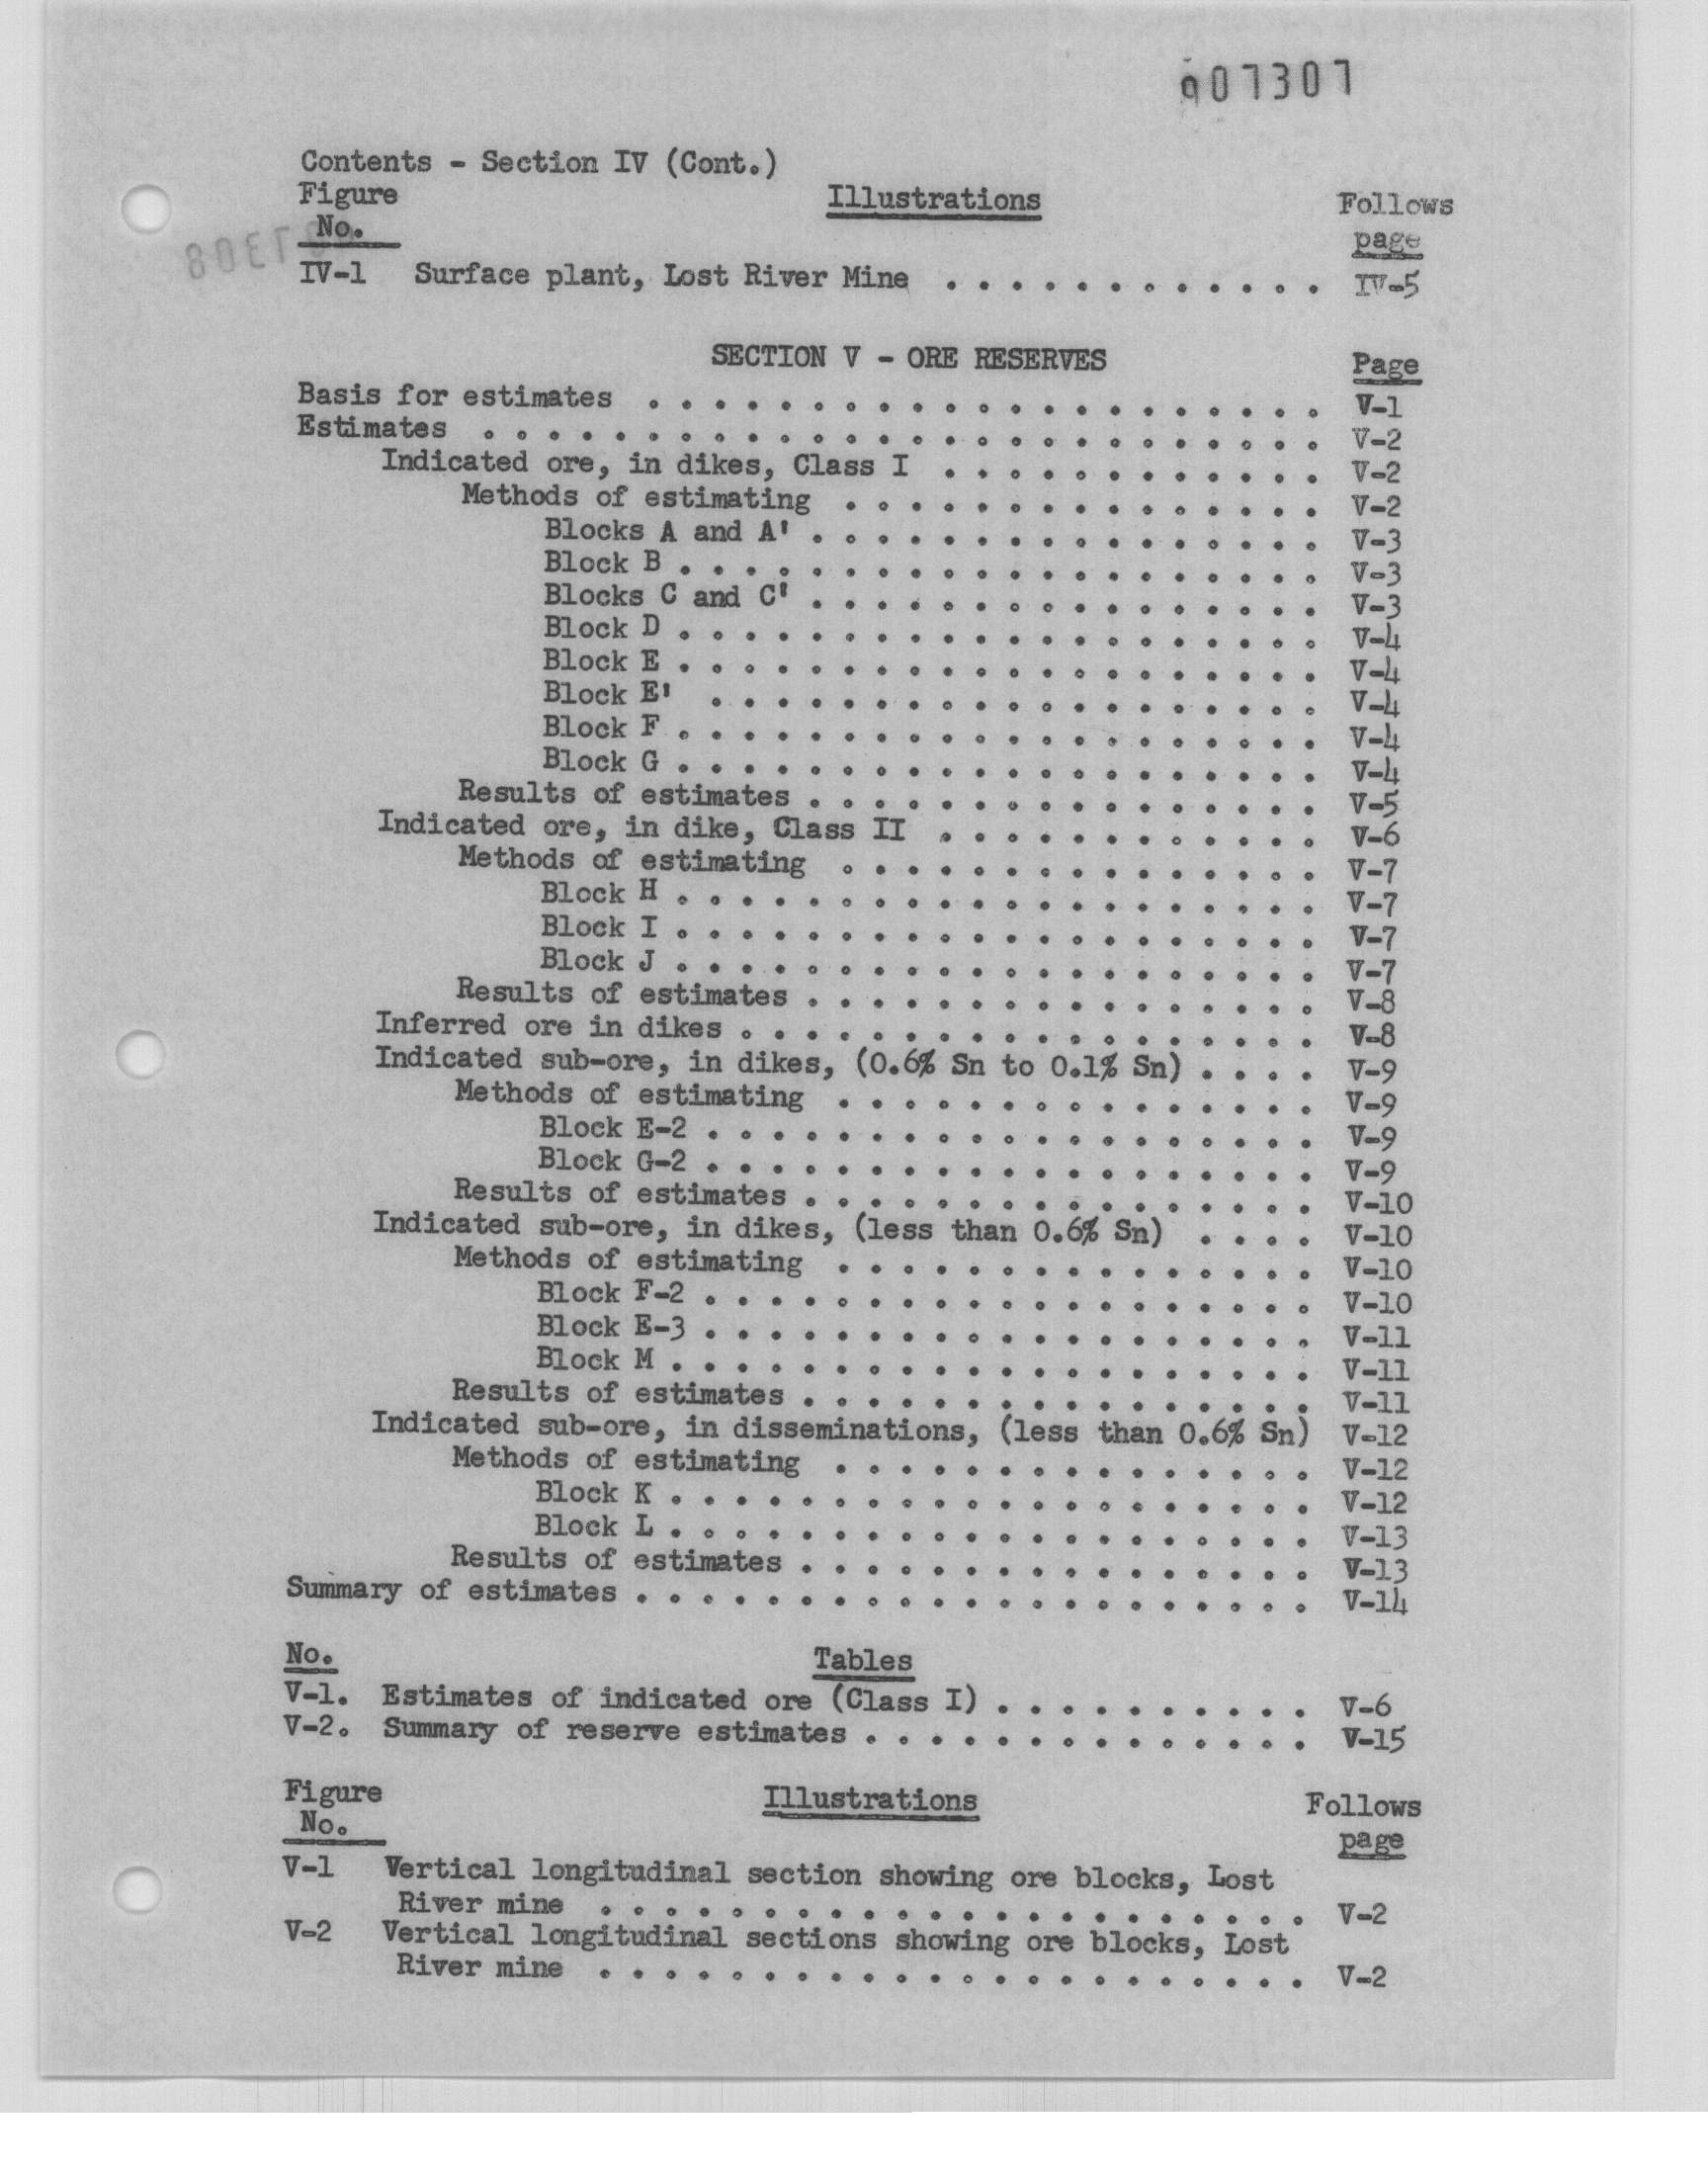 007307
Contents - Section IV (Cont.)
Figure Illustrations Follows
No. page
IV-1 Surface plant, Lost River Mine . . . . . . . . . . . . IV-5
SECTION V - ORE RESERVES Page
Basis for estimates . . . . . . . . . . . . . . . . . . . . . V-1
Estimates . . . . . . . . . . . . . . . . . . . . . . . . . . V-2
Indicated ore, in dikes, Class I . . . . . . . . . . . . V-2
Methods of estimating . . . . . . . . . . . . . . . V-2
Blocks A and A' . . . . . . . . . . . . . . . . V-3
Block B . . . . . . . . . . . . . . . . . . . . V-3
Blocks C and C' . . . . . . . . . . . . . . . . V-3
Block D . . . . . . . . . . . . . . . . . . . . V-4
Block E . . . . . . . . . . . . . . . . . . . . V-4
Block E' . . . . . . . . . . . . . . . . . . . V-4
Block F . . . . . . . . . . . . . . . . . . . . V-4
Block G . . . . . . . . . . . . . . . . . . . . V-4
Results of estimates . . . . . . . . . . . . . . . . V-5
Indicated ore, in dike, Class II . . . . . . . . . . . . V-6
Methods of estimating . . . . . . . . . . . . . . . V-7
Block H . . . . . . . . . . . . . . . . . . . . V-7
Block I . . . . . . . . . . . . . . . . . . . . V-7
Block J . . . . . . . . . . . . . . . . . . . . V-7
Results of estimates . . . . . . . . . . . . . . . . V-8
Inferred ore in dikes . . . . . . . . . . . . . . . . . . V-8
Indicated sub-ore, in dikes, (0.6% Sn to 0.1% Sn) . . . . V-9
Methods of estimating . . . . . . . . . . . . . . . V-9
Block E-2 . . . . . . . . . . . . . . . . . . . V-9
Block G-2 . . . . . . . . . . . . . . . . . . . V-9
Results of estimates . . . . . . . . . . . . . . . . V-10
Indicated sub-ore, in dikes, (less than 0.6% Sn) . . . . V-10
Methods of estimating . . . . . . . . . . . . . . . V-10
Block F-2 . . . . . . . . . . . . . . . . . . . V-10
Block E-3 . . . . . . . . . . . . . . . . . . . V-11
Block M . . . . . . . . . . . . . . . . . . . . V-11
Results of estimates . . . . . . . . . . . . . . . . V-11
Indicated sub-ore, in disseminations, (less than 0.6% Sn) V-12
Methods of estimating . . . . . . . . . . . . . . . V-12
Block K . . . . . . . . . . . . . . . . . . . . V-12
Block L . . . . . . . . . . . . . . . . . . . . V-13
Results of estimates . . . . . . . . . . . . . . . . V-13
Summary of estimates . . . . . . . . . . . . . . . . . . . . . V-14
No. Tables
V-1. Estimates of indicated ore (Class I) . . . . . . . . . . V-6
V-2. Summary of reserve estimates . . . . . . . . . . . . . . V-15
Figure Illustrations Follows
No. page
V-1 Vertical longitudinal section showing ore blocks, Lost
River mine . . . . . . . . . . . . . . . . . . . . . . V-2
V-2 Vertical longitudinal sections showing ore blocks, Lost
River mine . . . . . . . . . . . . . . . . . . . . . . V-2